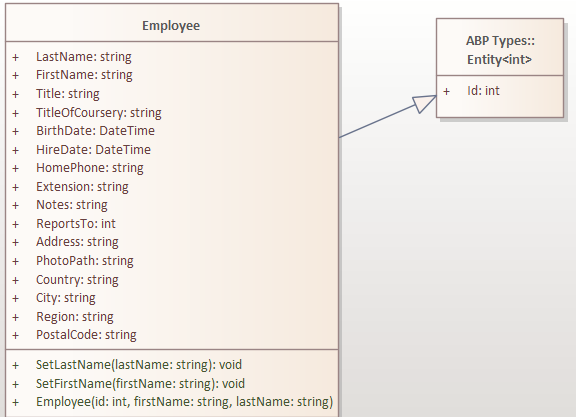 Employee
+ LastName: string
+ FirstName: string
+ Title: string
+ TitleOfCoursery: string
+ BirthDate: DateTime
+ HireDate: DateTime
+ HomePhone: string
+ Extension: string
+ Notes: string
+ ReportsTo: int
+ Address: string
+ PhotoPath: string
+ Country: string
+ City: string
+ Region: string
+ PostalCode: string
+ SetLastName(lastName: string): void
+ SetFirstName(firstName: string): void
+ Employee(id: int, firstName: string, lastName: string)
ABP Types::
Entity<int>
+ Id: int